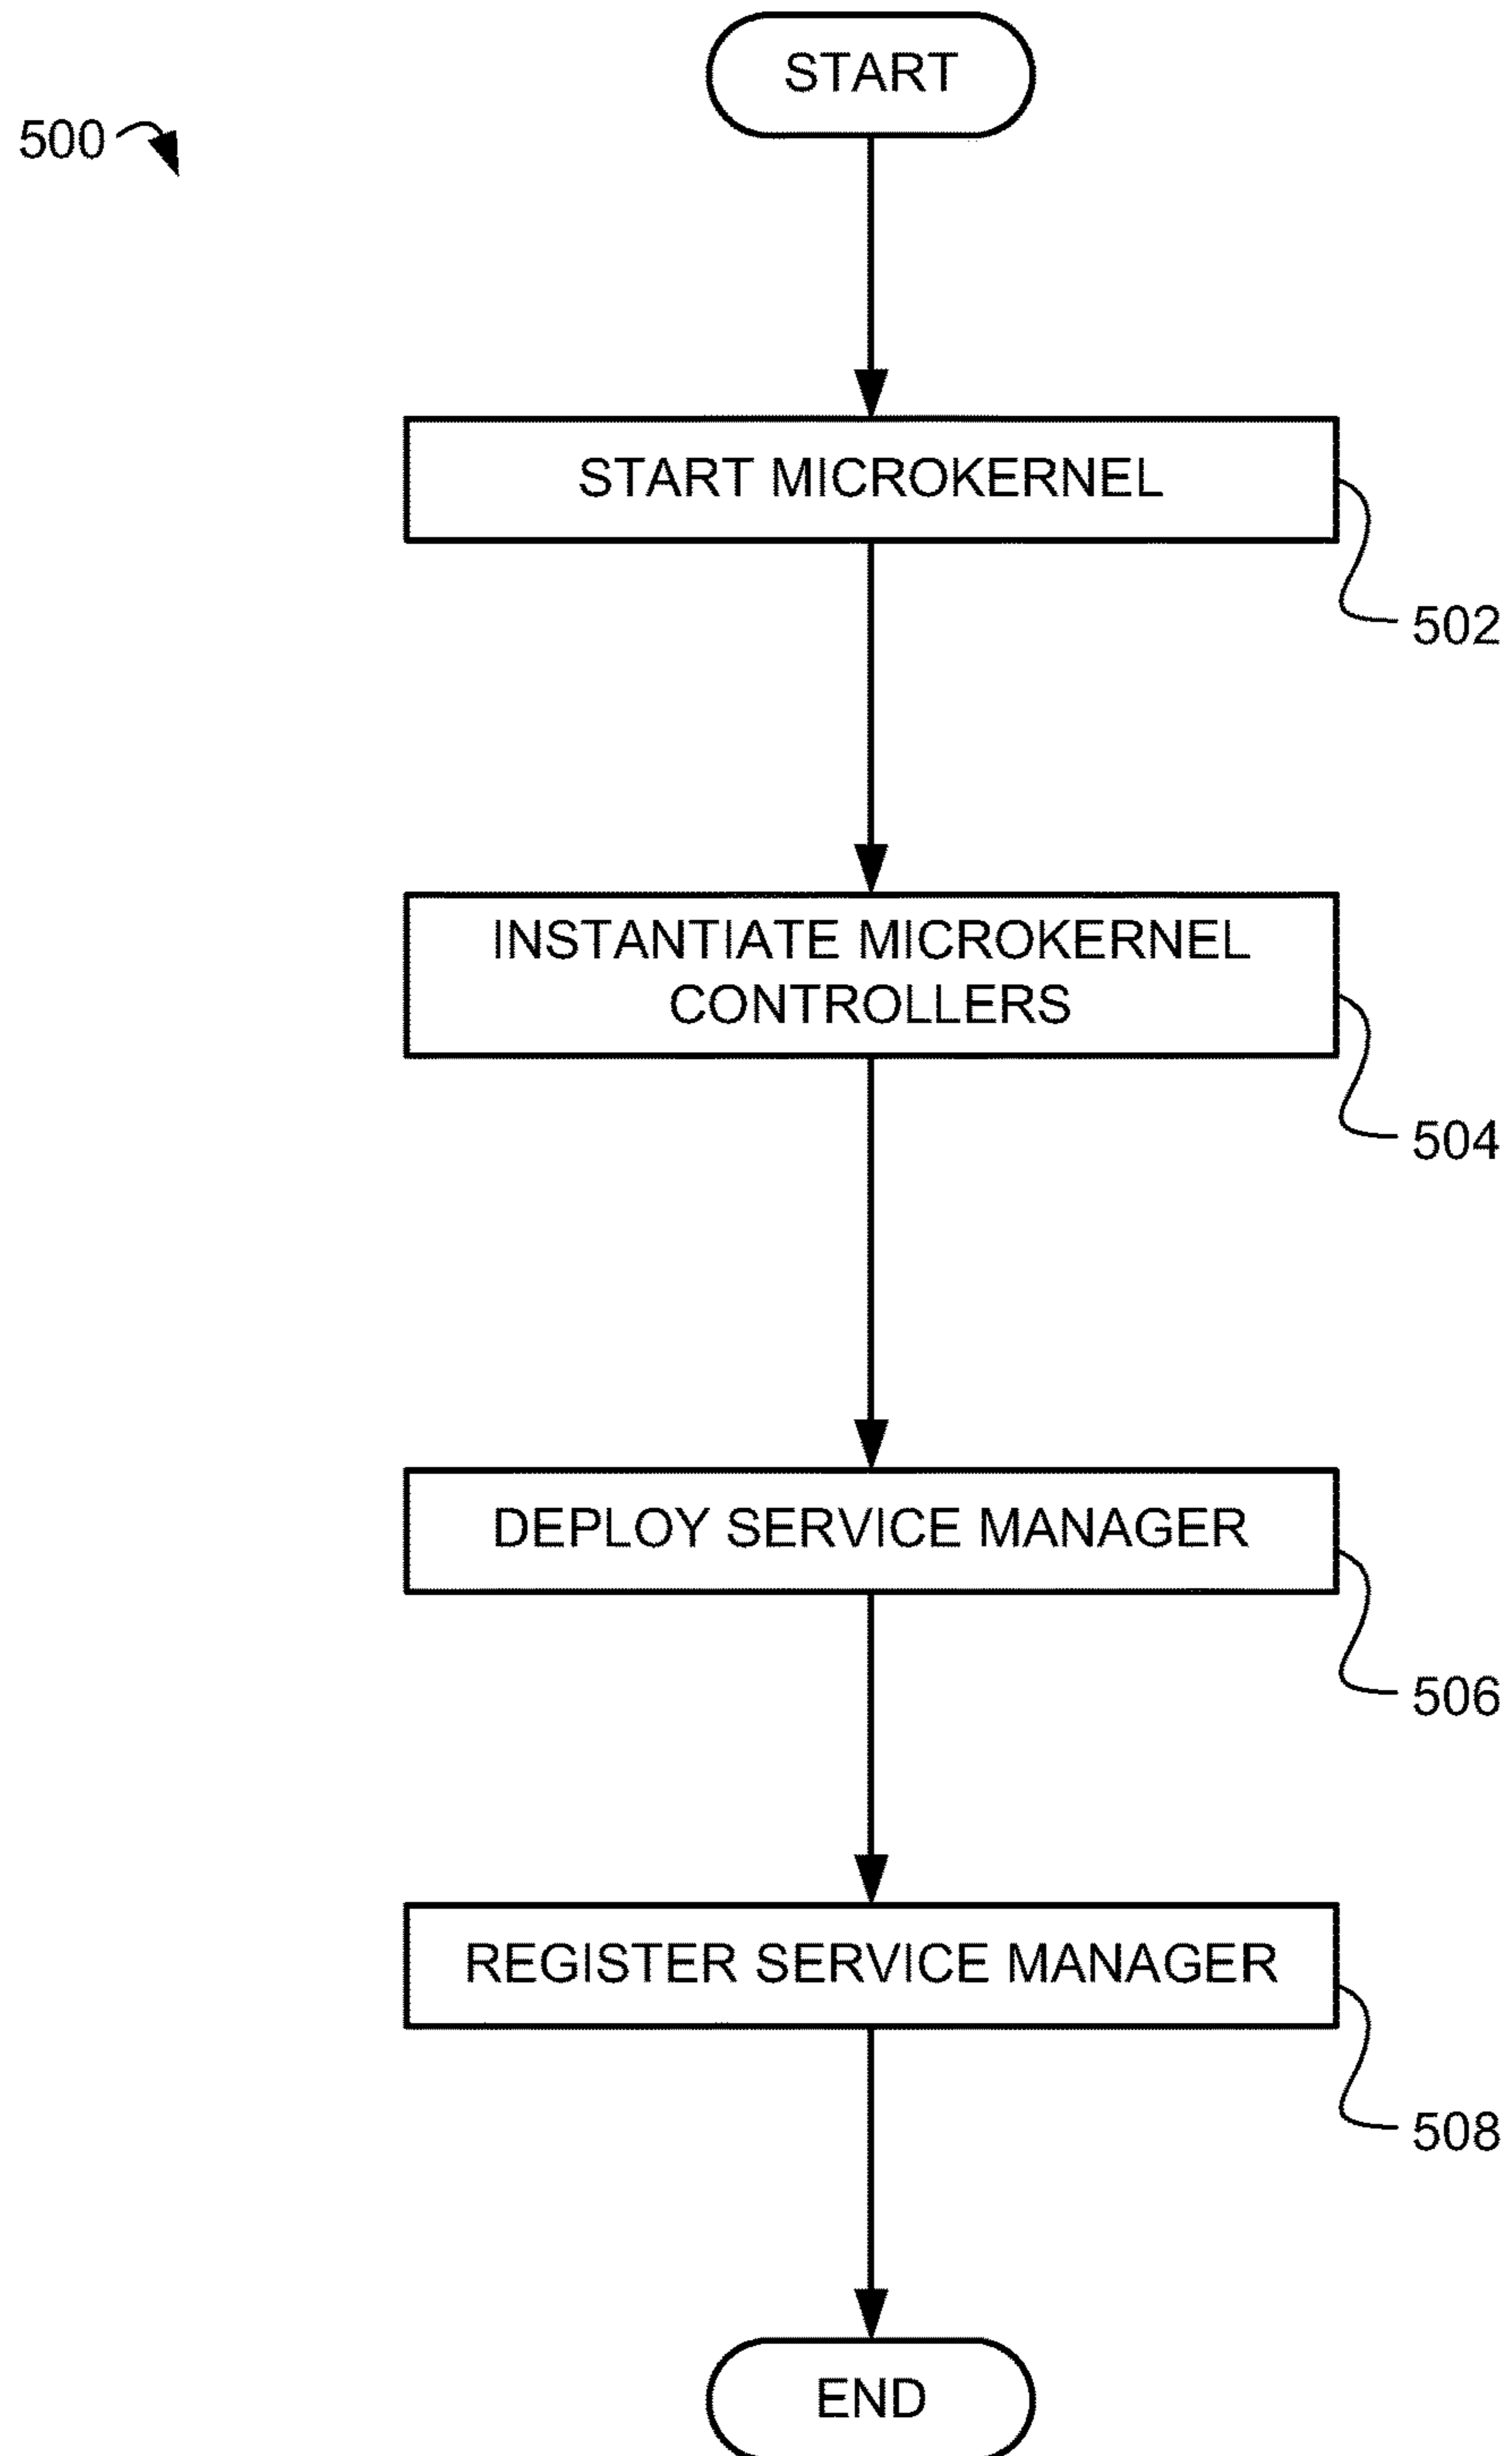 START
500
START MICROKERNEL
502
INSTANTIATE MICROKERNEL
CONTROLLERS
504
DEPLOY SERVICE MANAGER
506
REGISTER SERVICE MANAGER
508
END